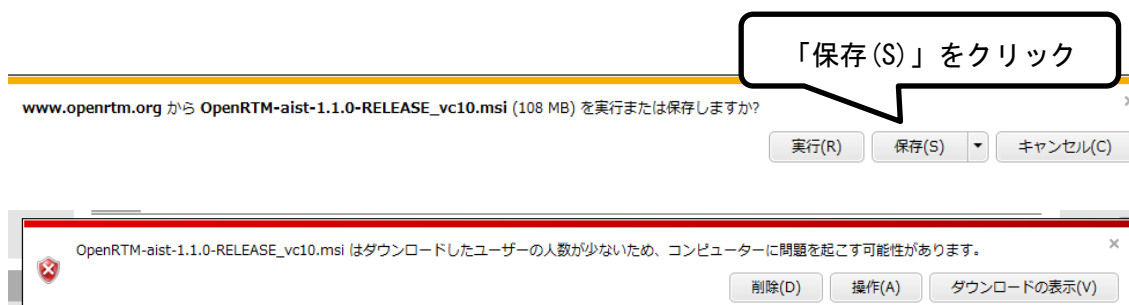 「保存(S)」をクリック
www.openrtm.org から OpenRTM-aist-1.1.0-RELEASE_vc10.msi (108 MB) を実行または保存しますか?
実行(R) 保存(S) キャンセル(C)
OpenRTM-aist-1.1.0-RELEASE_vc10.msi はダウンロードしたユーザーの人数が少ないため、コンピューターに問題を起こす可能性があります。
削除(D) 操作(A) ダウンロードの表示(V)